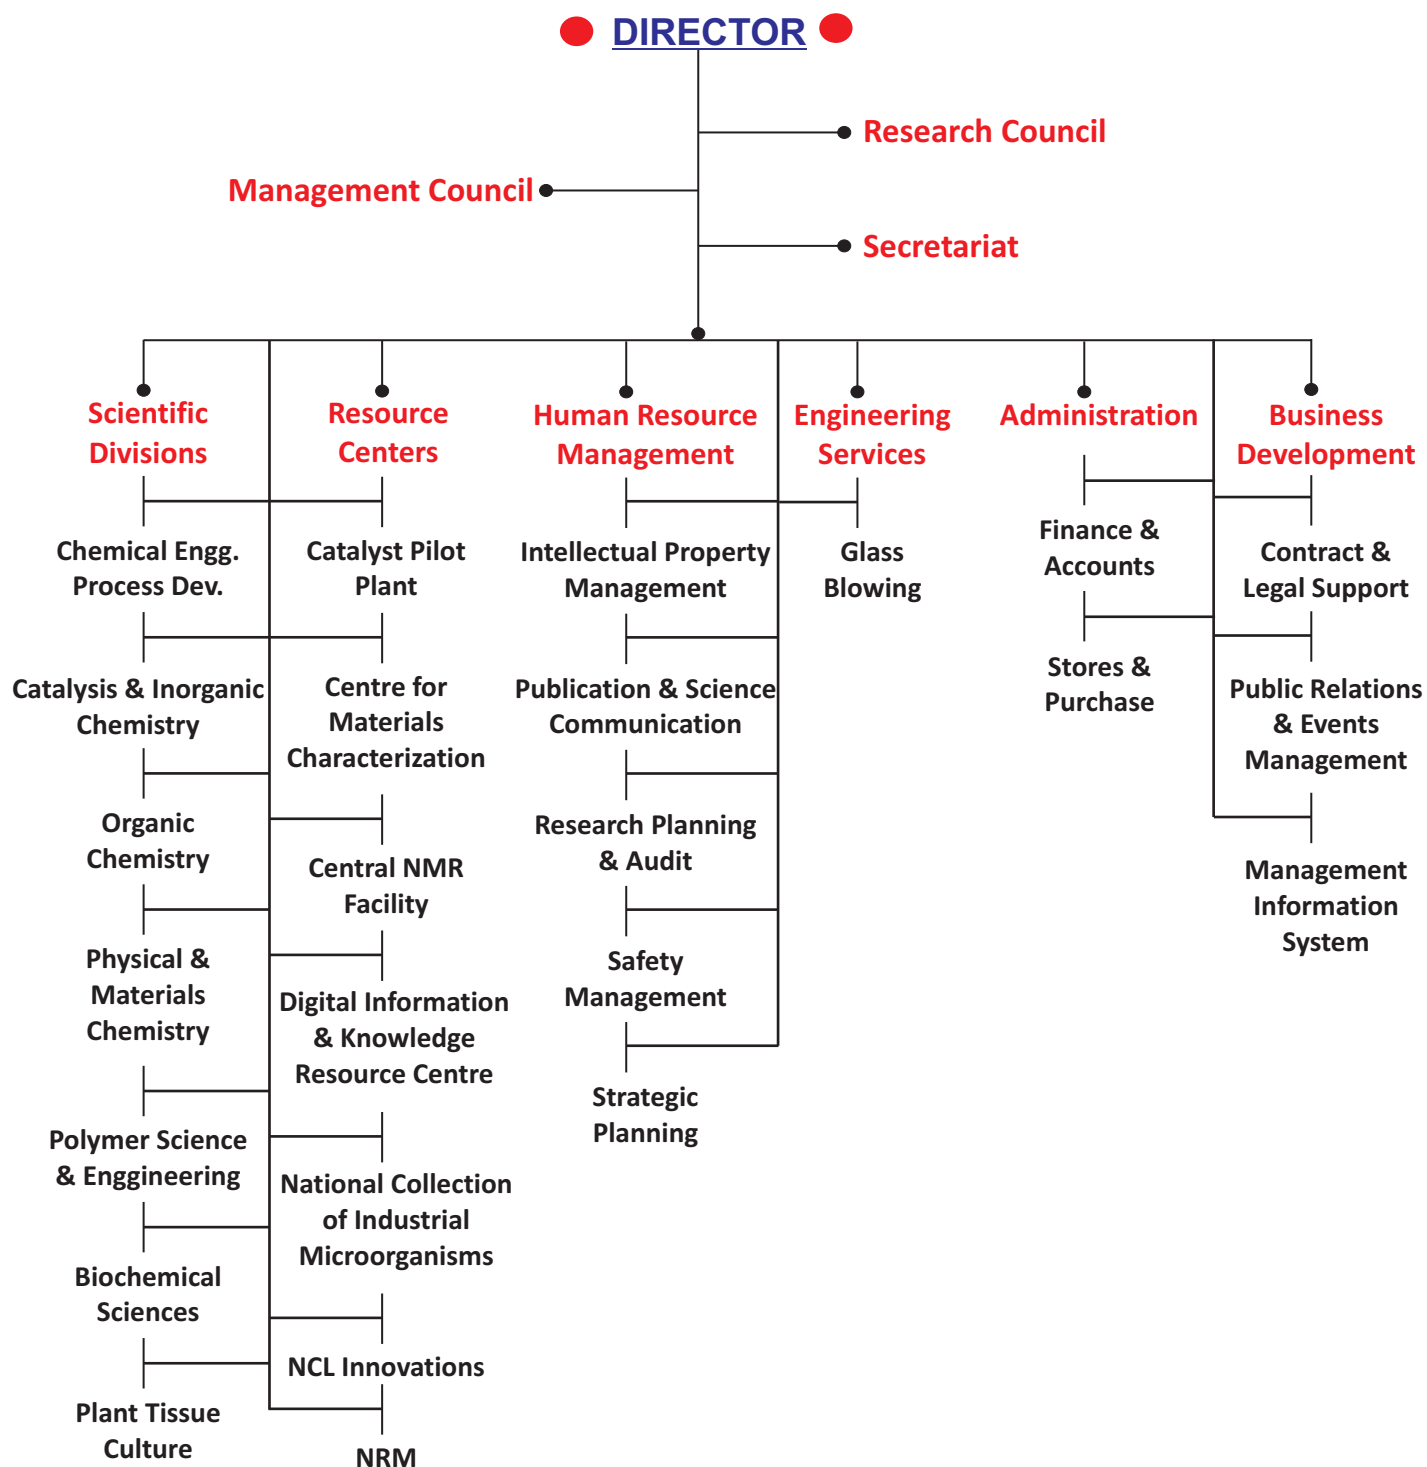 DIRECTOR
Research Council
Management Council
Secretariat
Scientific
Divisions
Chemical Engg.
Process Dev.
Catalysis & Inorganic
Chemistry
Organic
Chemistry
Physical &
Materials
Chemistry
Polymer Science
& Enggineering
Biochemical
Sciences
Plant Tissue
Culture
Resource
Centers
Catalyst Pilot
Plant
Centre for
Materials
Characterization
Central NMR
Facility
Digital Information
& Knowledge
Resource Centre
National Collection
of Industrial
Microorganisms
NCL Innovations
NRM
Human Resource
Management
Intellectual Property
Management
Publication & Science
Communication
Research Planning
& Audit
Safety
Management
Strategic
Planning
Engineering
Services
Glass
Blowing
Administration
Finance &
Accounts
Stores &
Purchase
Business
Development
Contract &
Legal Support
Public Relations
& Events
Management
Management
Information
System